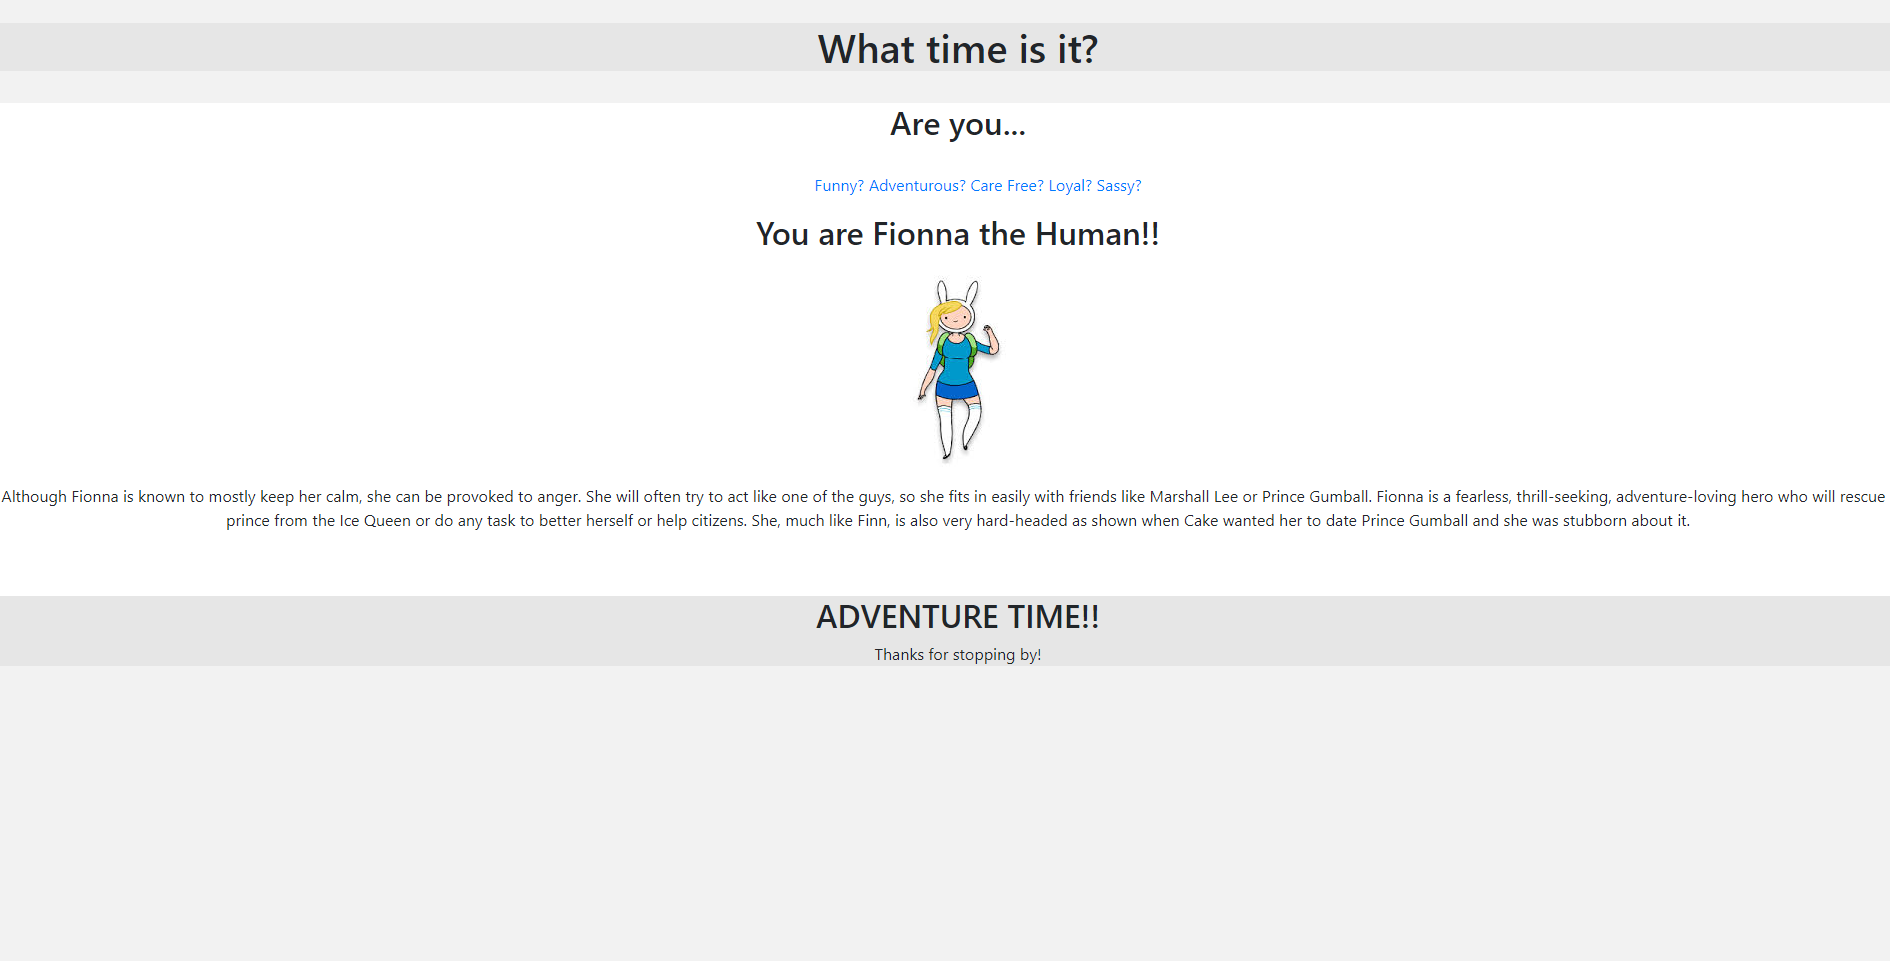 What time is it?
Are you...
Funny? Adventurous? Care Free? Loyal? Sassy?
You are Fionna the Human!!
Although Fionna is known to mostly keep her calm, she can be provoked to anger. She will often try to act like one of the guys, so she fits in easily with friends like Marshall Lee or Prince Gumball. Fionna is a fearless, thrill-seeking, adventure-loving hero who will rescue
prince from the Ice Queen or do any task to better herself or help citizens. She, much like Finn, is also very hard-headed as shown when Cake wanted her to date Prince Gumball and she was stubborn about it.
ADVENTURE TIME!!
Thanks for stopping by!